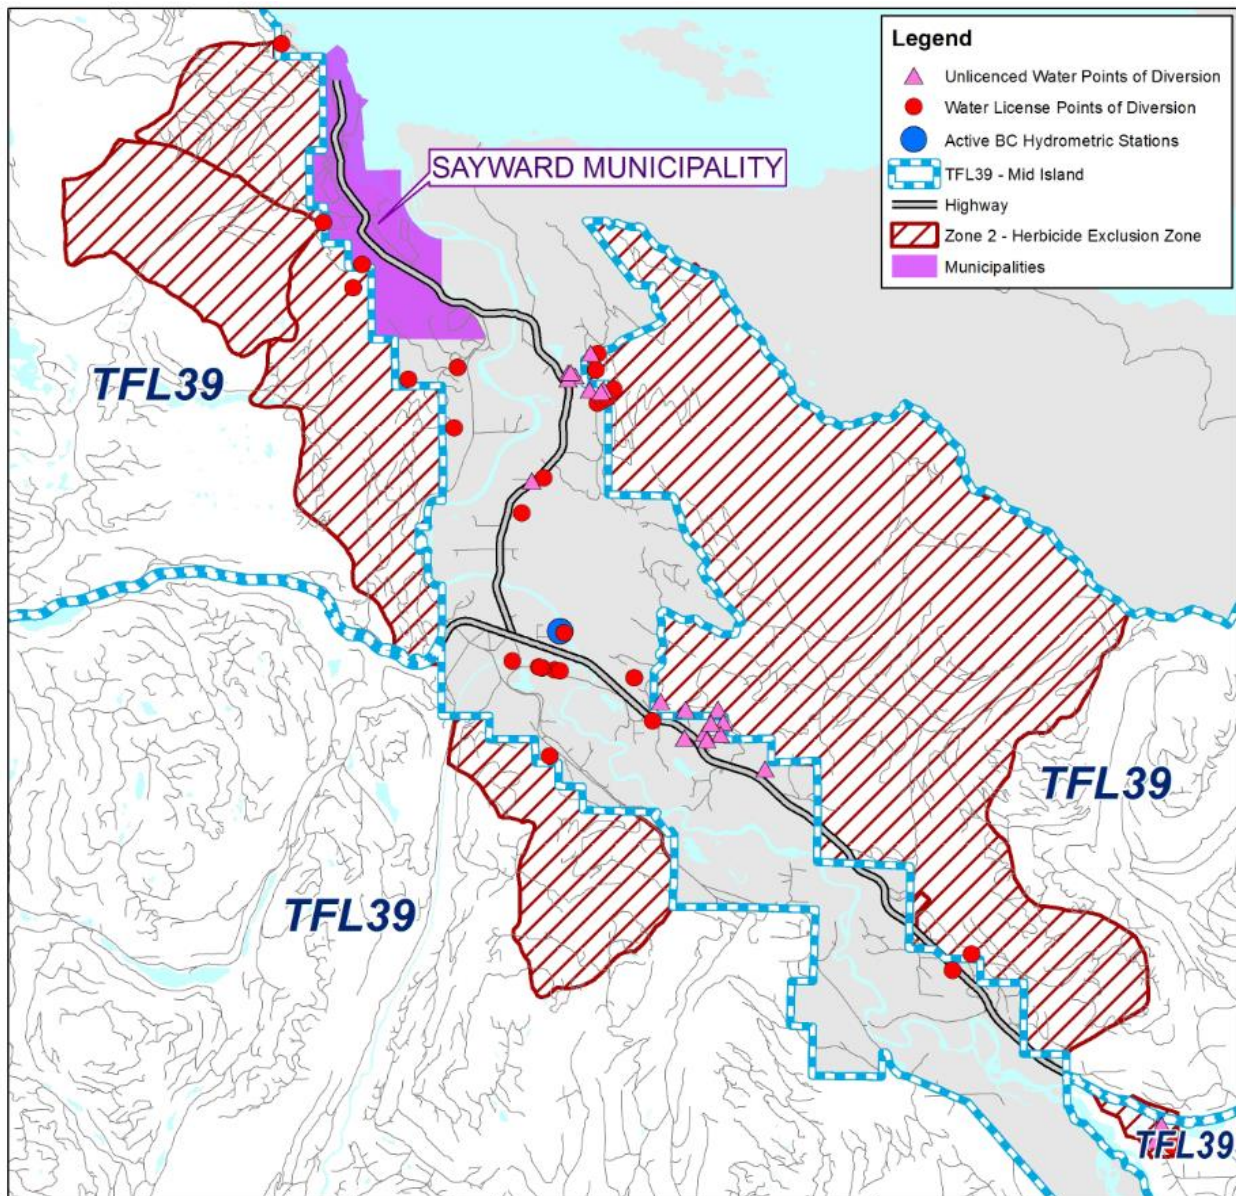 Legend
Unlicenced Water Points of Diversion
Water License Points of Diversion
Active BC Hydrometric Stations
TFL39 - Mid Island
Highway
Zone 2 - Herbicide Exclusion Zone
Municipalities
SAYWARD MUNICIPALITY
TFL39
TFL39
TFL39
TFL39